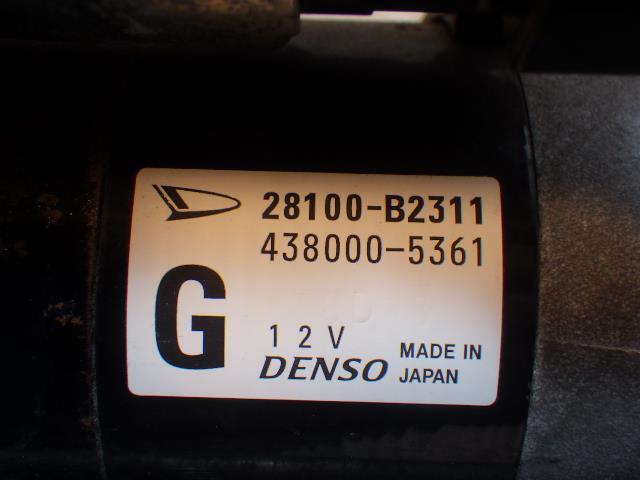 28100-B2311
438000-5361
G
12V
DENSO
MADE IN
JAPAN